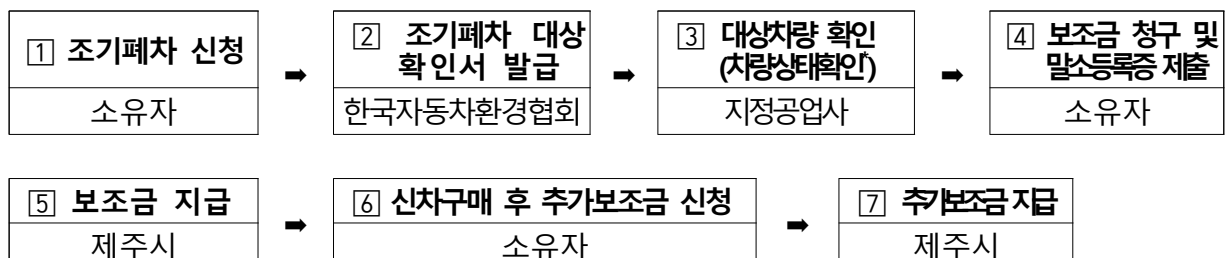 1 조기폐차 신청
소유자
➡
2 조기폐차 대상
확인서 발급
한국자동차환경협회
➡
3 대상차량 확인
(차량상태확인*)
지정공업사
➡
4 보조금 청구 및
말소등록증 제출
소유자
5 보조금 지급
제주시
➡
6 신차구매 후 추가보조금 신청
소유자
➡
7 추가보조금 지급
제주시